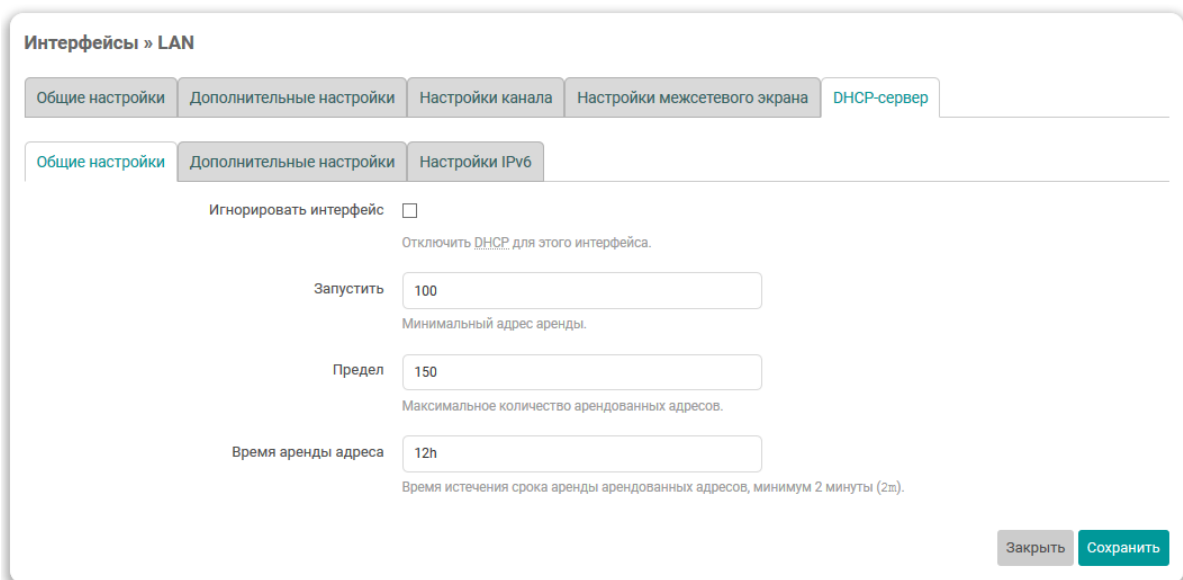 Интерфейсы » LAN
Общие настройки Дополнительные настройки Настройки канала Настройки межсетевого экрана DHCP-сервер
Общие настройки Дополнительные настройки Настройки IPv6
Игнорировать интерфейс
Отключить DHCP для этого интерфейса.
Запустить 100
Минимальный адрес аренды.
Предел 150
Максимальное количество арендованных адресов.
Время аренды адреса 12h
Время истечения срока аренды арендованных адресов, минимум 2 минуты (2m).
Закрыть Сохранить